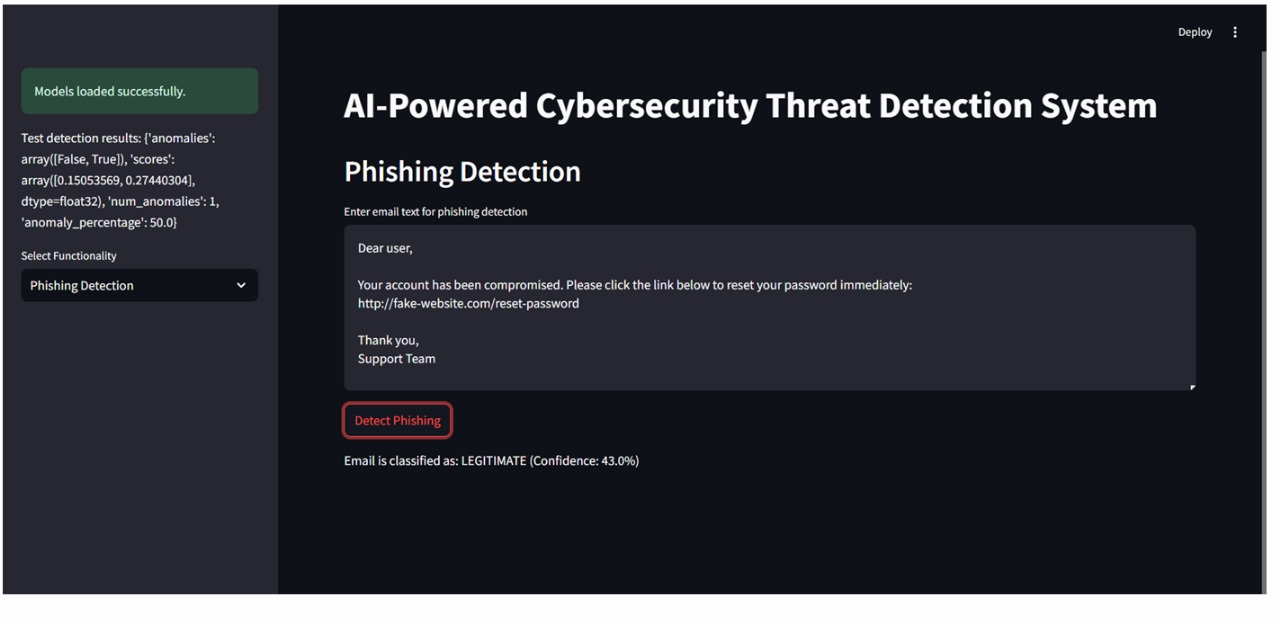 Deploy
Models loaded successfully.
Test detection results: {'anomalies':
array([False, True]), 'scores':
array([0.15053569, 0.27440304],
dtype=float32), 'num_anomalies': 1,
'anomaly_percentage': 50.0}
Select Functionality
Phishing Detection
AI-Powered Cybersecurity Threat Detection System
Phishing Detection
Enter email text for phishing detection
Dear user,
Your account has been compromised. Please click the link below to reset your password immediately:
http://fake-website.com/reset-password
Thank you,
Support Team
Detect Phishing
Email is classified as: LEGITIMATE (Confidence: 43.0%)